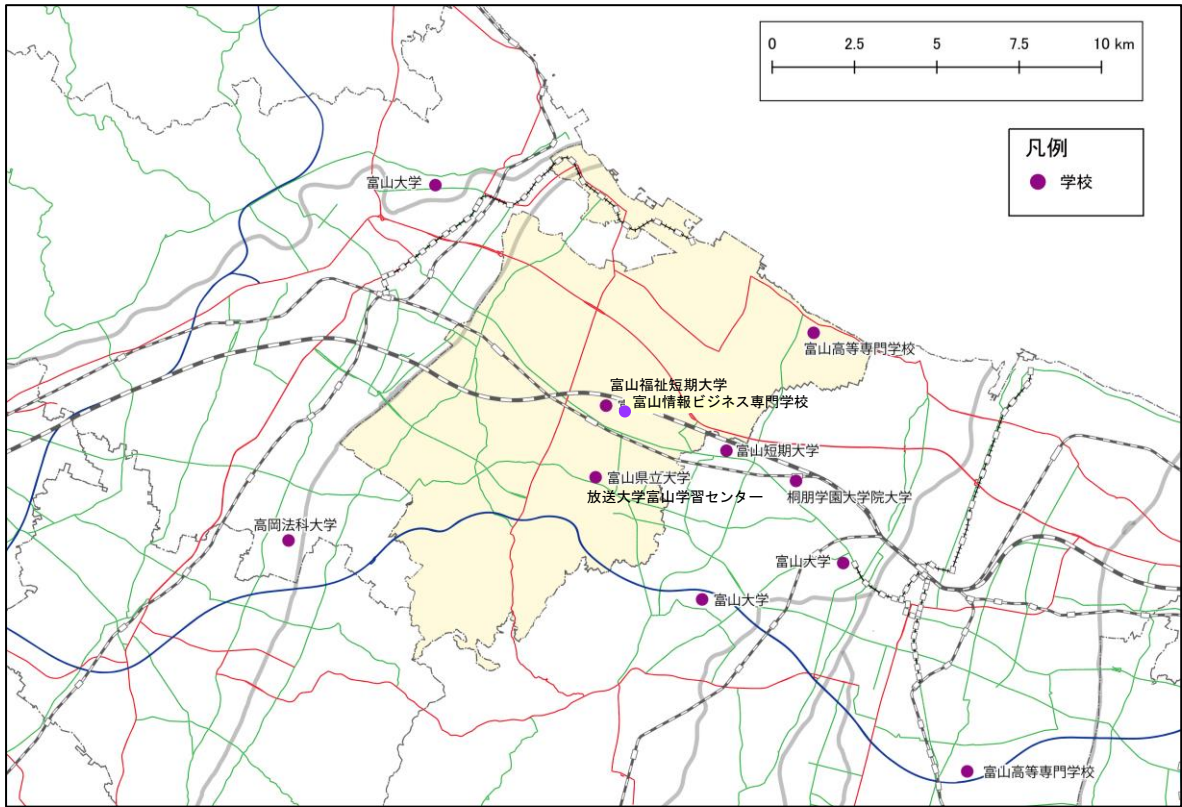 0 2.5 5 7.5 10 km
凡例
学校
富山大学
富山高等専門学校
富山福祉短期大学
富山情報ビジネス専門学校
富山短期大学
富山県立大学
桐朋学園大学院大学
放送大学富山学習センター
高岡法科大学
富山大学
富山大学
富山高等専門学校